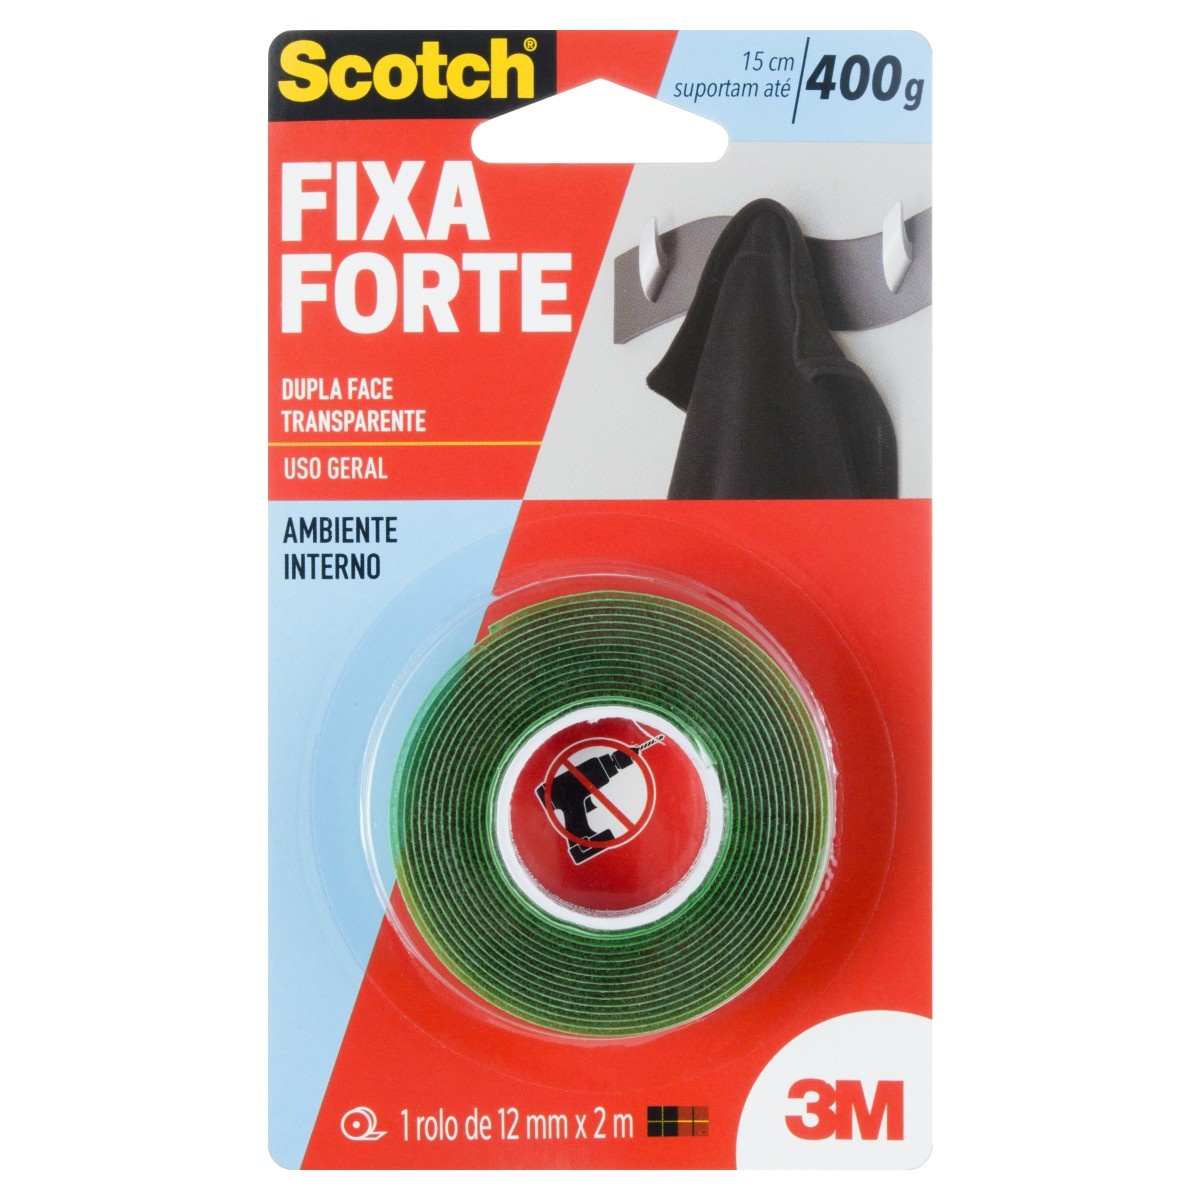 Scotch®
15 cm
suportam até
400g
FIXA
FORTE
DUPLA FACE
TRANSPARENTE
USO GERAL
AMBIENTE
INTERNO
1 rolo de 12 mm x 2 m
3M